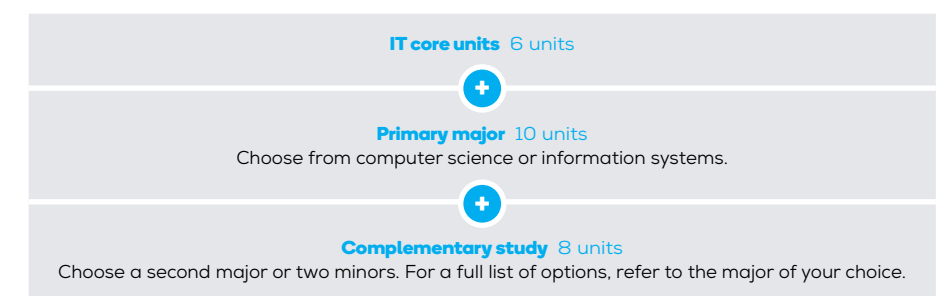 IT core units 6 units
+
Primary major 10 units
Choose from computer science or information systems.
+
Complementary study 8 units
Choose a second major or two minors. For a full list of options, refer to the major of your choice.